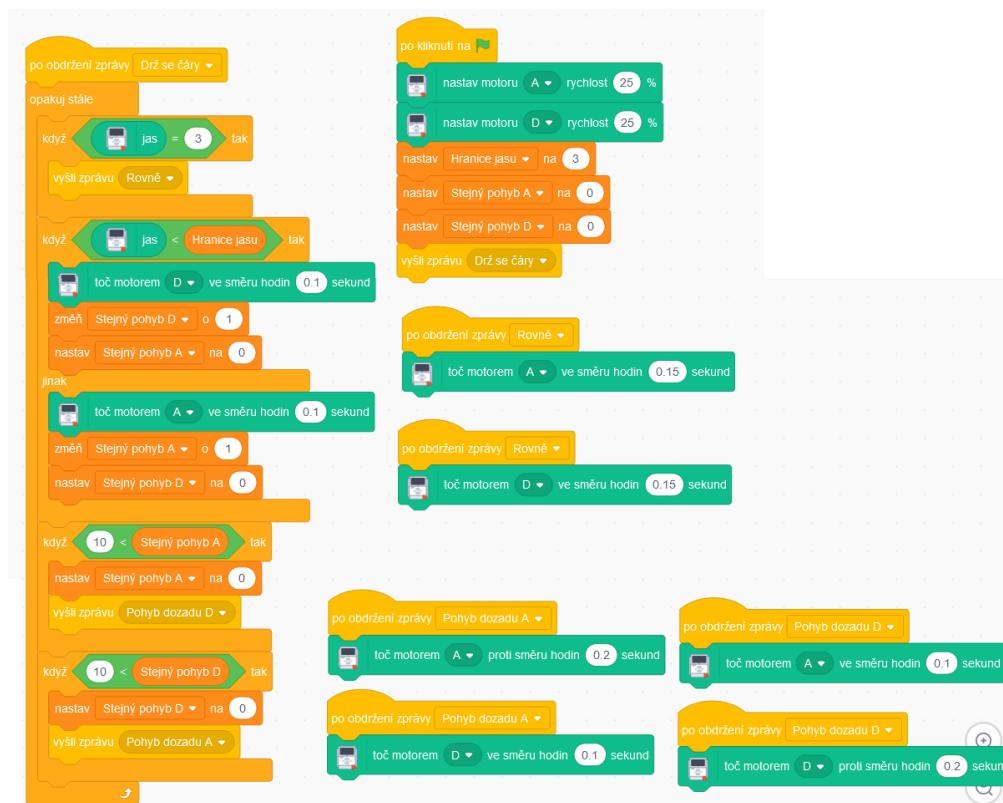 po obdržení zprávy Drž se čáry
opakuj stále
když jas = 3 tak
vyšli zprávu Rovně
když jas < Hranice jasu tak
toč motorem D ve směru hodin 0.1 sekund
změň Stejný pohyb D o 1
nastav Stejný pohyb A na 0
jinak
toč motorem A ve směru hodin 0.1 sekund
změň Stejný pohyb A o 1
nastav Stejný pohyb D na 0
když 10 < Stejný pohyb A tak
nastav Stejný pohyb A na 0
vyšli zprávu Pohyb dozadu D
když 10 < Stejný pohyb D tak
nastav Stejný pohyb D na 0
vyšli zprávu Pohyb dozadu A
po kliknutí na
nastav motoru A rychlost 25 %
nastav motoru D rychlost 25 %
nastav Hranice jasu na 3
nastav Stejný pohyb A na 0
nastav Stejný pohyb D na 0
vyšli zprávu Drž se čáry
po obdržení zprávy Rovně
toč motorem A ve směru hodin 0.15 sekund
po obdržení zprávy Rovně
toč motorem D ve směru hodin 0.15 sekund
po obdržení zprávy Pohyb dozadu A
toč motorem A proti směru hodin 0.2 sekund
po obdržení zprávy Pohyb dozadu A
toč motorem D ve směru hodin 0.1 sekund
po obdržení zprávy Pohyb dozadu D
toč motorem A ve směru hodin 0.1 sekund
po obdržení zprávy Pohyb dozadu D
toč motorem D proti směru hodin 0.2 sekun